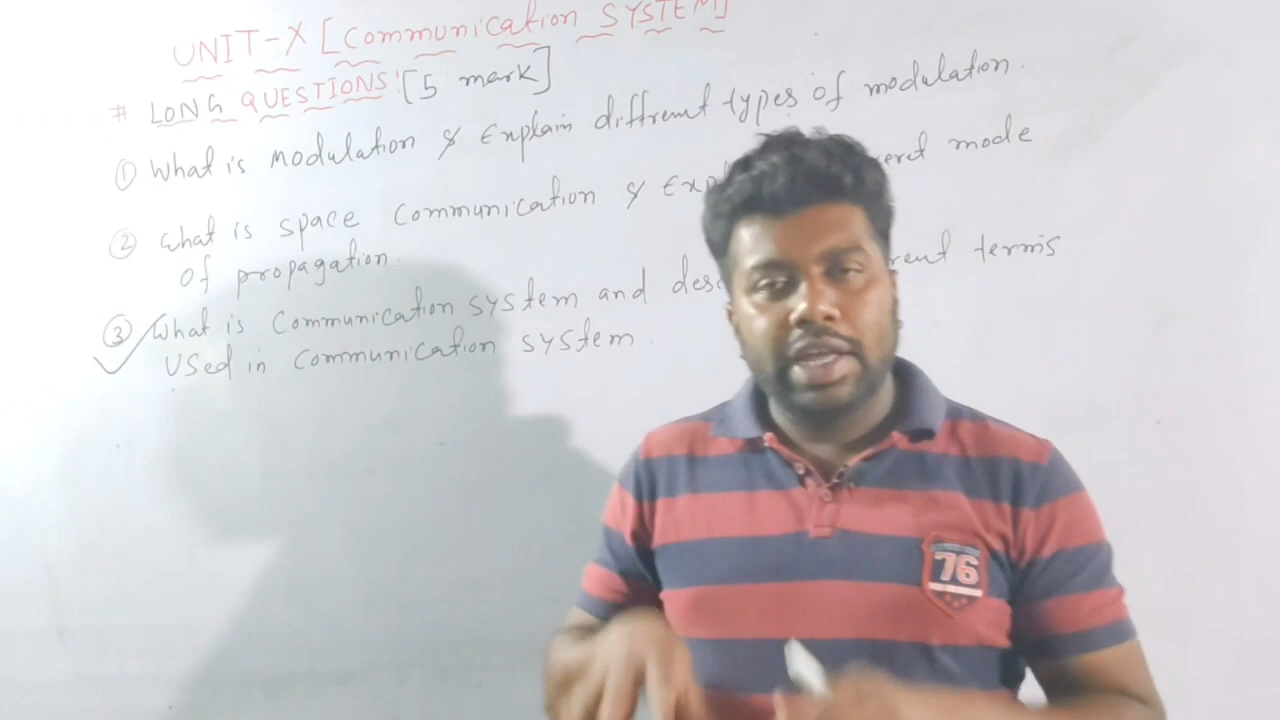 UNIT-X [Communication SYSTEM]
# LONG QUESTIONS: [5 mark]
① What is Modulation & Explain diffrent types of modulation.
② What is space Communication & mode
of propagation.
③ What is Communication system and terms
Used in Communication system.
76